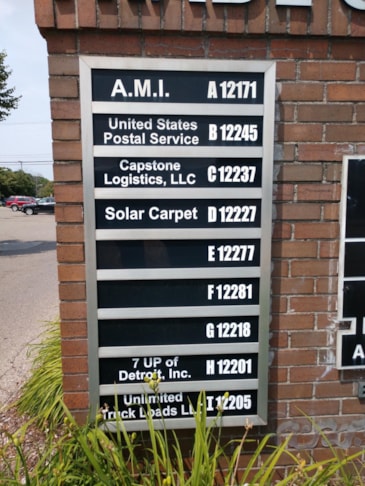 A.M.I. A 12171
United States
Postal Service B 12245
Capstone
Logistics, LLC C 12237
Solar Carpet D 12227
E 12277
F 12281
G 12218
7 UP of
Detroit, Inc. H 12201
Unlimited
Truck Loads I 12205
A